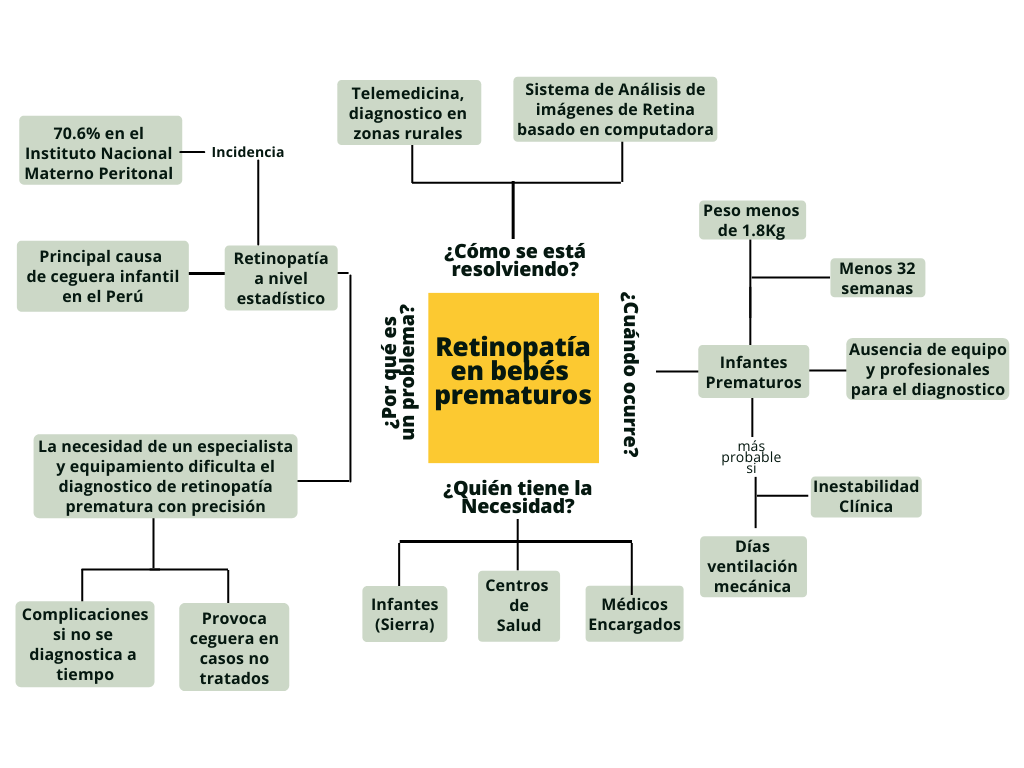 Telemedicina,
diagnostico en
zonas rurales
Sistema de Análisis de
imágenes de Retina
basado en computadora
70.6% en el
Instituto Nacional
Materno Peritonal
Incidencia
Principal causa
de ceguera infantil
en el Perú
Retinopatía
a nivel
estadístico
¿Cómo se está
resolviendo?
Peso menos
de 1.8Kg
Menos 32
semanas
¿Por qué es
un problema?
Retinopatía
en bebés
prematuros
¿Cuándo ocurre?
Infantes
Prematuros
Ausencia de equipo
y profesionales
para el diagnostico
más
probable
si
Inestabilidad
Clínica
Días
ventilación
mecánica
La necesidad de un especialista
y equipamiento dificulta el
diagnostico de retinopatía
prematura con precisión
¿Quién tiene la
Necesidad?
Complicaciones
si no se
diagnostica a
tiempo
Provoca
ceguera en
casos no
tratados
Infantes
(Sierra)
Centros
de
Salud
Médicos
Encargados